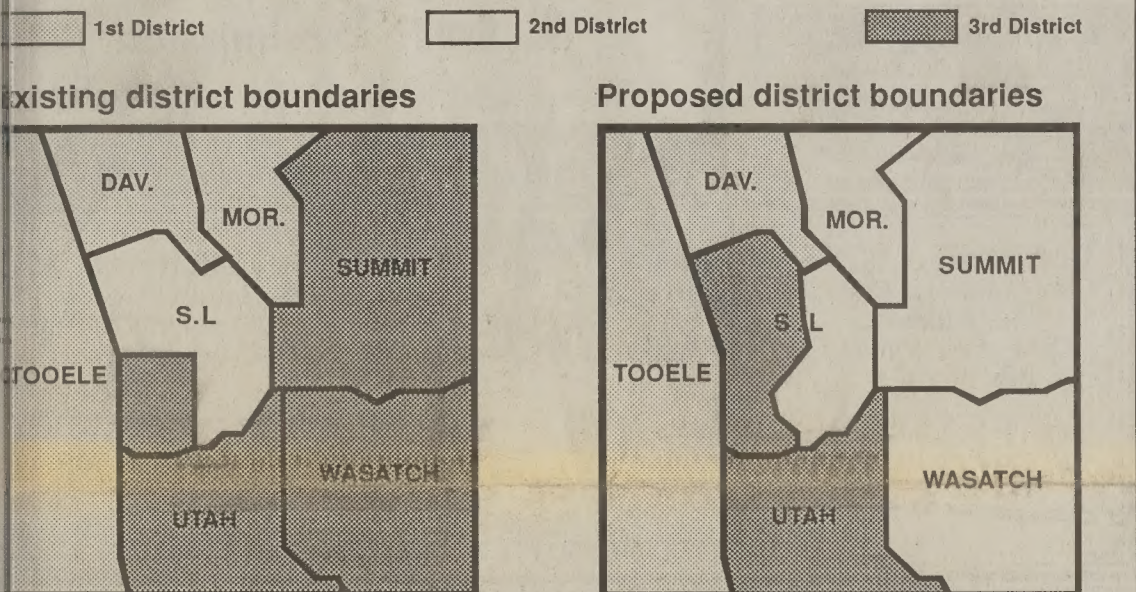 1st District
2nd District
3rd District
xisting district boundaries
DAV.
MOR.
SUMMIT
S.L
TOOELE
WASATCH
UTAH
Proposed district boundaries
DAV.
MOR.
SUMMIT
S L
TOOELE
WASATCH
UTAH